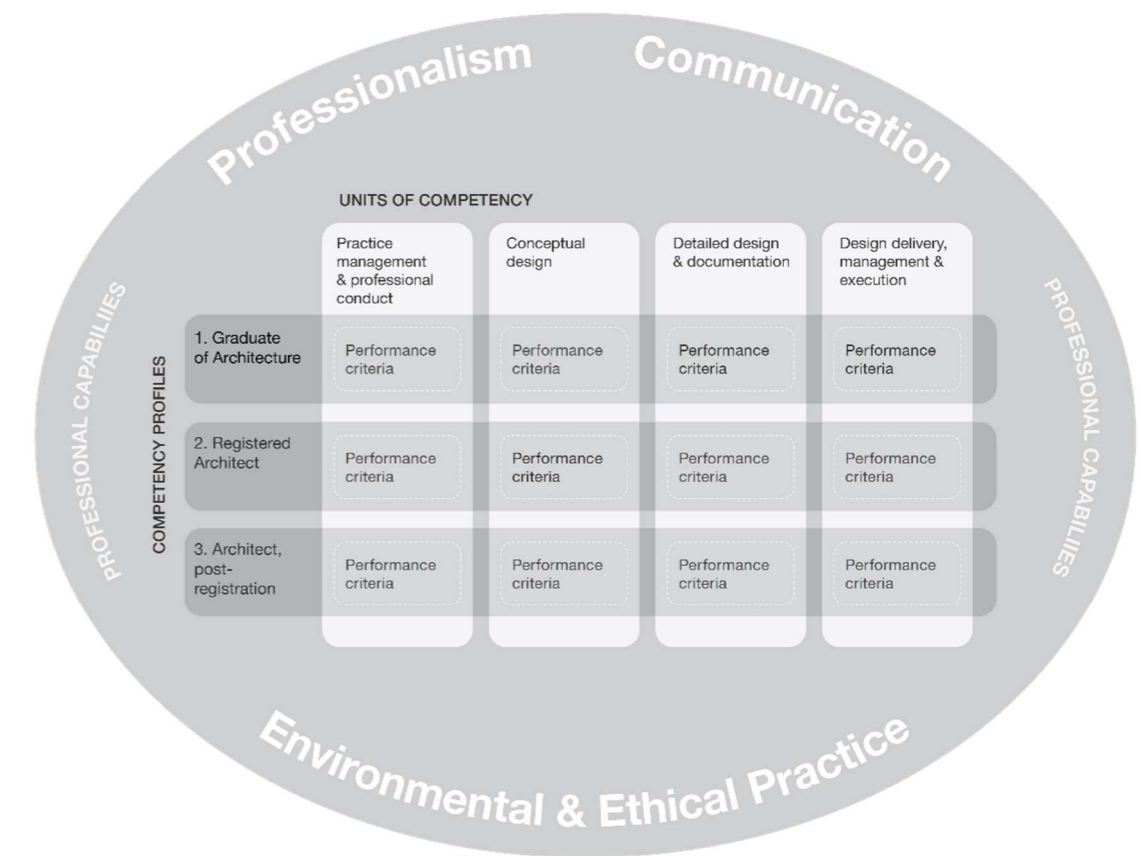 Professionalism
Communication
UNITS OF COMPETENCY
Practice
management
& professional
conduct
Conceptual
design
Detailed design
& documentation
Design delivery,
management &
execution
PROFESSIONAL CAPABILIIES
COMPETENCY PROFILES
PROFESSIONAL CAPABILIIES
1. Graduate
of Architecture
Performance
criteria
Performance
criteria
Performance
criteria
Performance
criteria
2. Registered
Architect
Performance
criteria
Performance
criteria
Performance
criteria
Performance
criteria
3. Architect,
post-
registration
Performance
criteria
Performance
criteria
Performance
criteria
Performance
criteria
Environmental & Ethical Practice